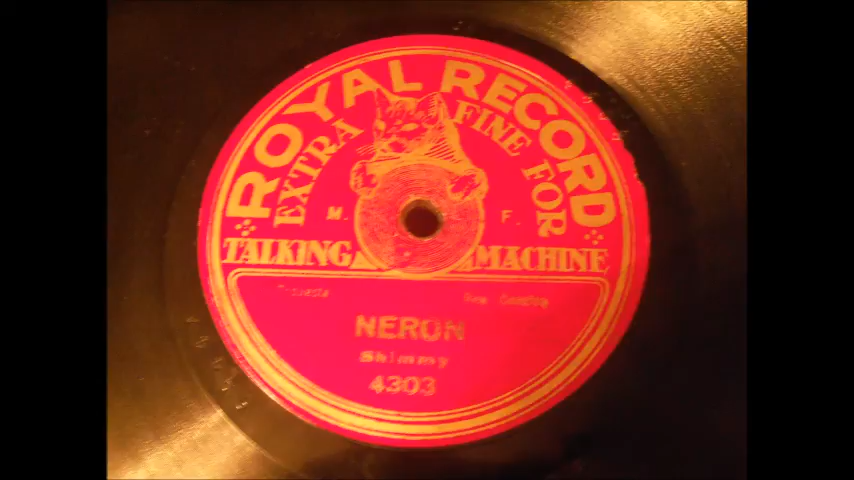 ROYAL RECORD
EXTRA FINE FOR
M. F.
TALKING MACHINE
NERON
Shimmy
4303